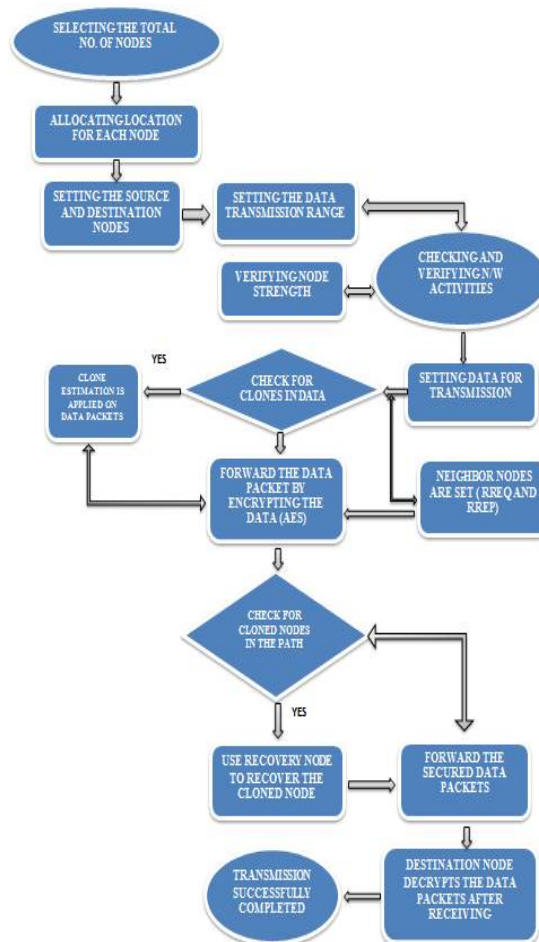 SELECTING THE TOTAL
NO. OF NODES
ALLOCATING LOCATION
FOR EACH NODE
SETTING THE SOURCE
AND DESTINATION
NODES
SETTING THE DATA
TRANSMISSION RANGE
CHECKING AND
VERIFYING N/W
ACTIVITIES
VERIFYING NODE
STRENGTH
SETTING DATA FOR
TRANSMISSION
CHECK FOR
CLONES IN DATA
YES
CLONE
ESTIMATION IS
APPLIED ON
DATA PACKETS
FORWARD THE DATA
PACKET BY
ENCRYPTING THE
DATA (AES)
NEIGHBOR NODES
ARE SET ( RREQ AND
RREP)
CHECK FOR
CLONED NODES
IN THE PATH
YES
USE RECOVERY NODE
TO RECOVER THE
CLONED NODE
FORWARD THE
SECURED DATA
PACKETS
DESTINATION NODE
DECRYPTS THE DATA
PACKETS AFTER
RECEIVING
TRANSMISSION
SUCCESSFULLY
COMPLETED